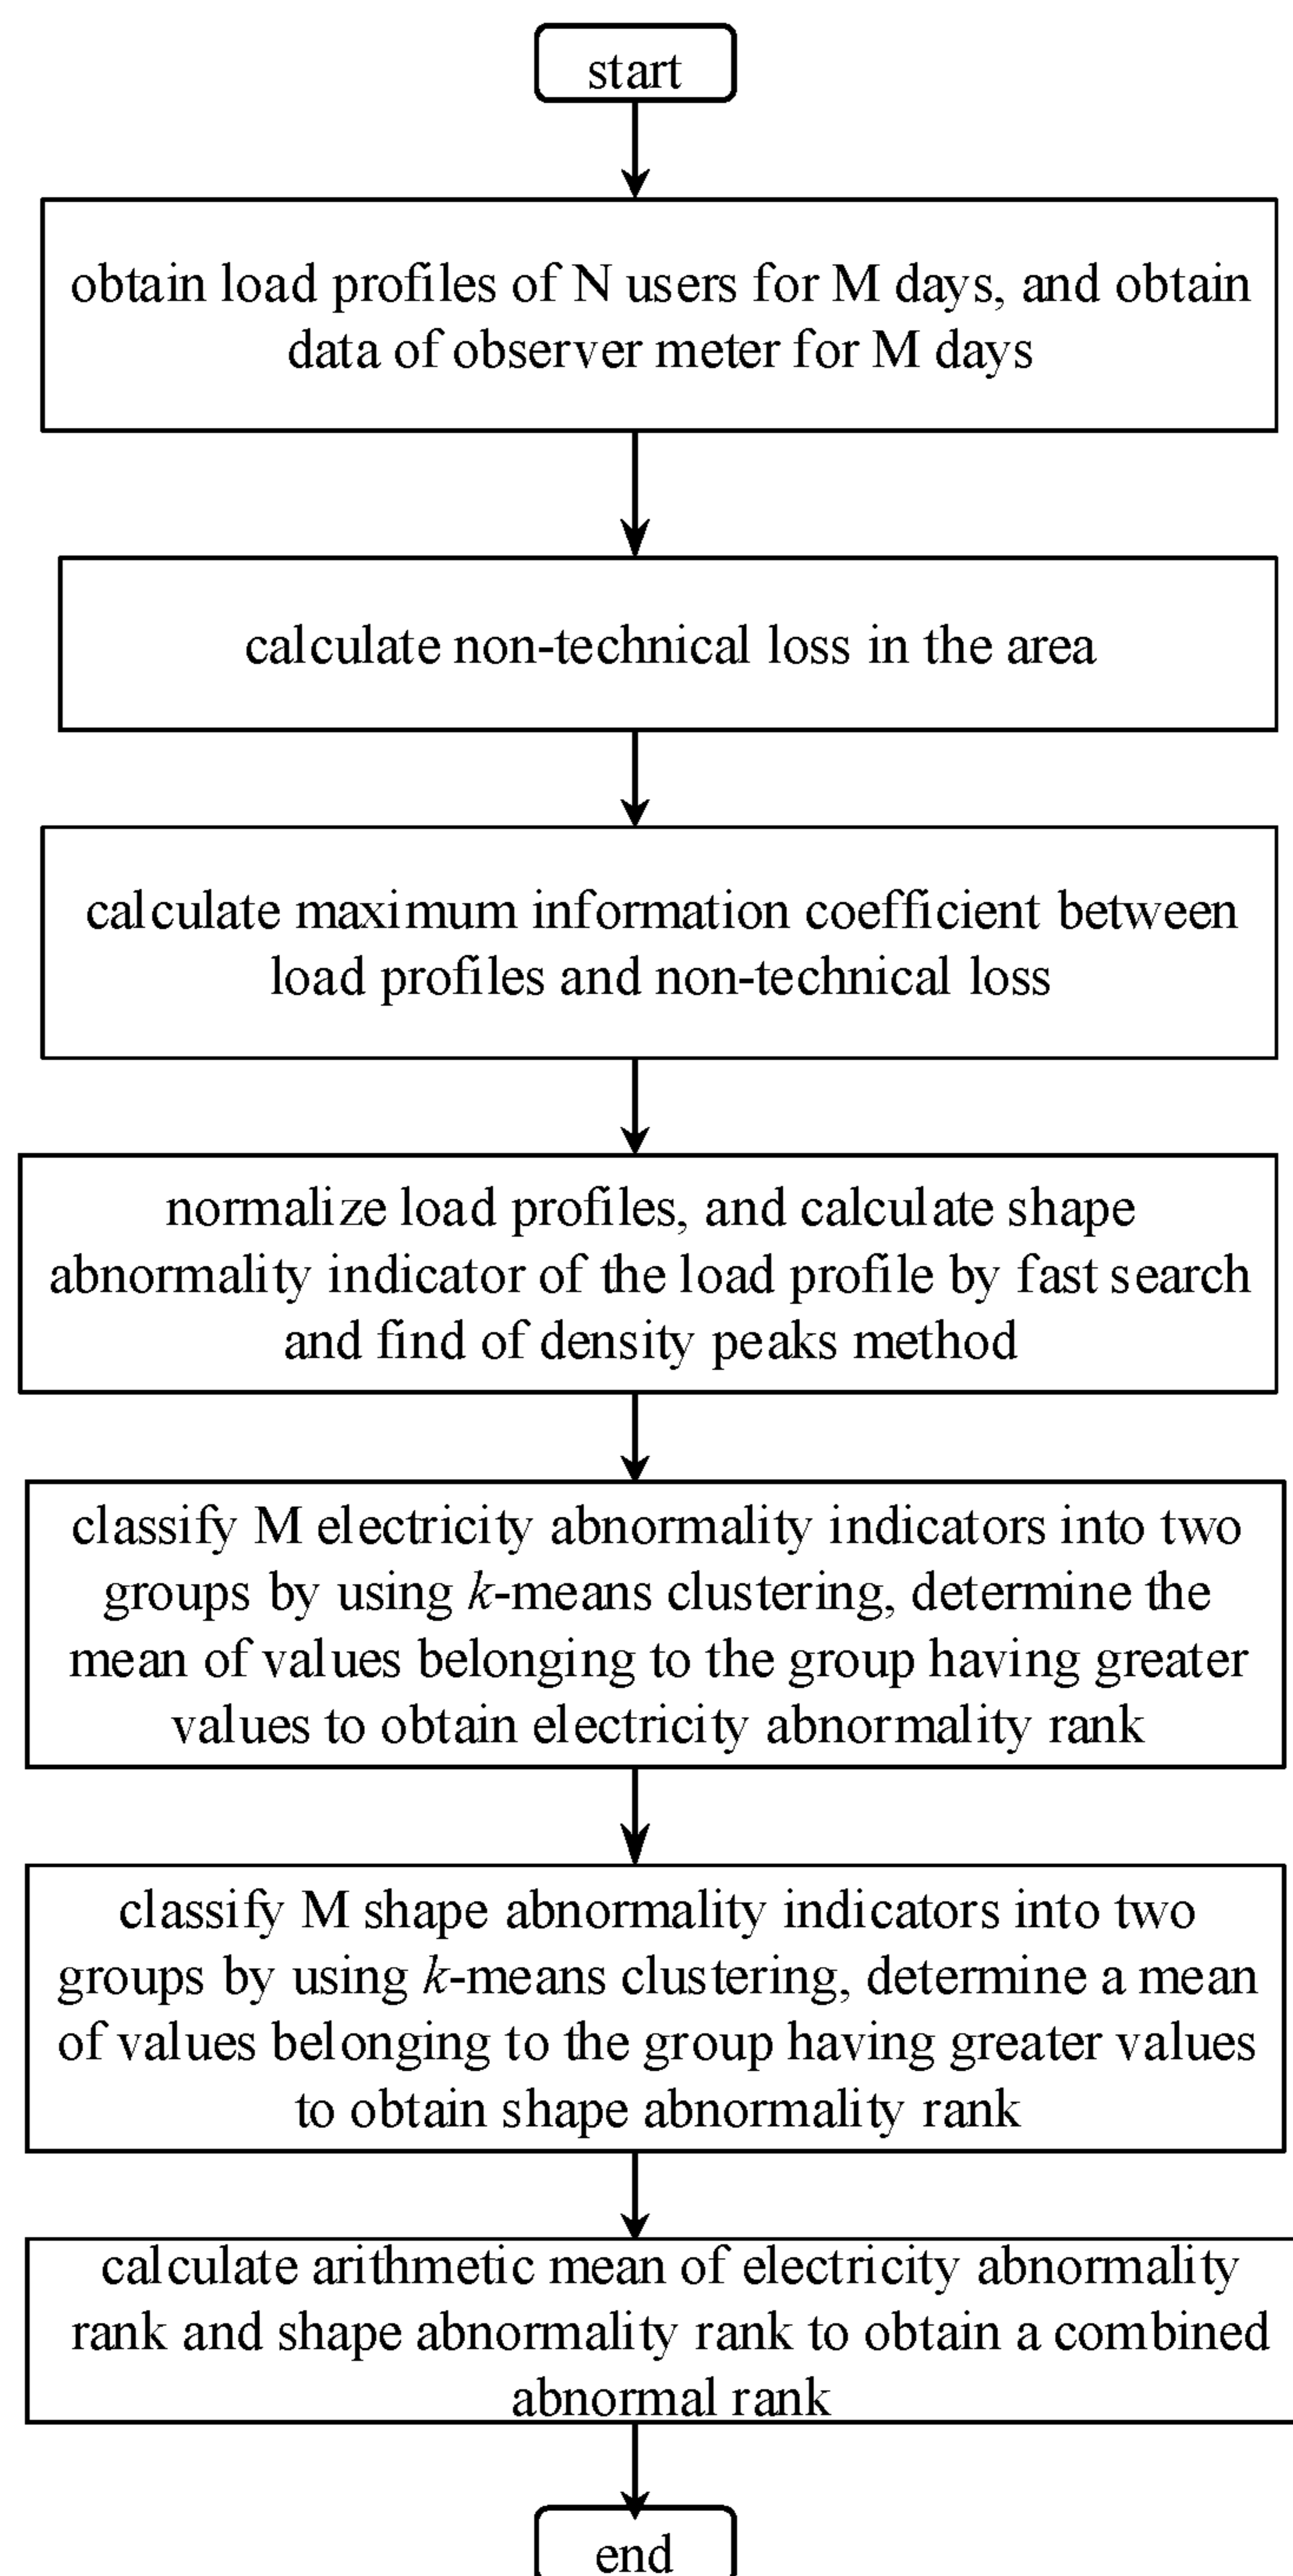 start
obtain load profiles of N users for M days, and obtain
data of observer meter for M days
calculate non-technical loss in the area
calculate maximum information coefficient between
load profiles and non-technical loss
normalize load profiles, and calculate shape
abnormality indicator of the load profile by fast search
and find of density peaks method
classify M electricity abnormality indicators into two
groups by using k-means clustering, determine the
mean of values belonging to the group having greater
values to obtain electricity abnormality rank
classify M shape abnormality indicators into two
groups by using k-means clustering, determine a mean
of values belonging to the group having greater values
to obtain shape abnormality rank
calculate arithmetic mean of electricity abnormality
rank and shape abnormality rank to obtain a combined
abnormal rank
end